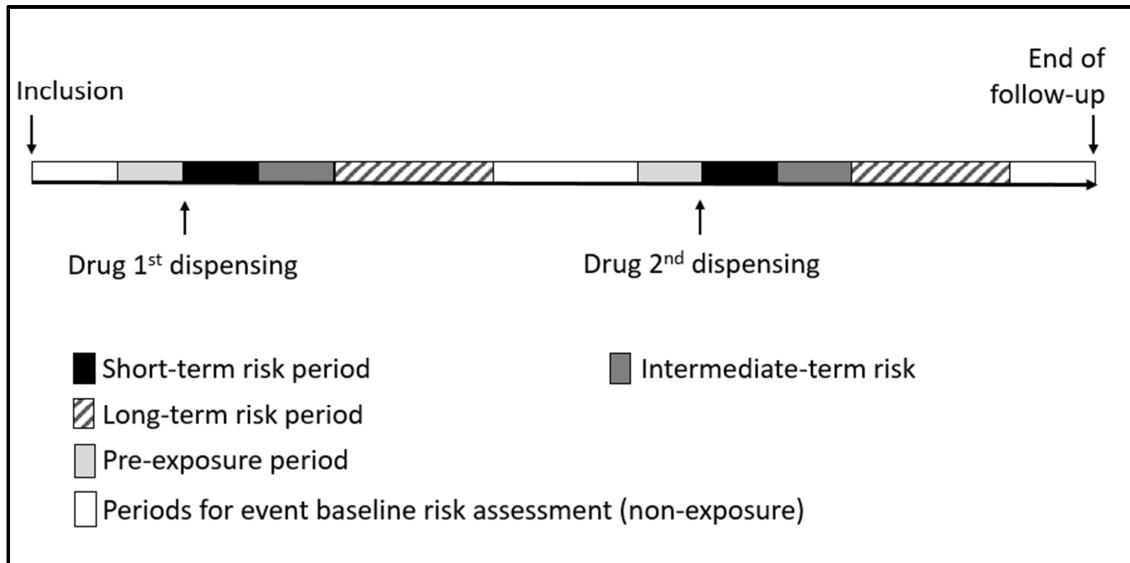 Inclusion
End of
follow-up
Drug 1st dispensing
Drug 2nd dispensing
Short-term risk period
Intermediate-term risk
Long-term risk period
Pre-exposure period
Periods for event baseline risk assessment (non-exposure)